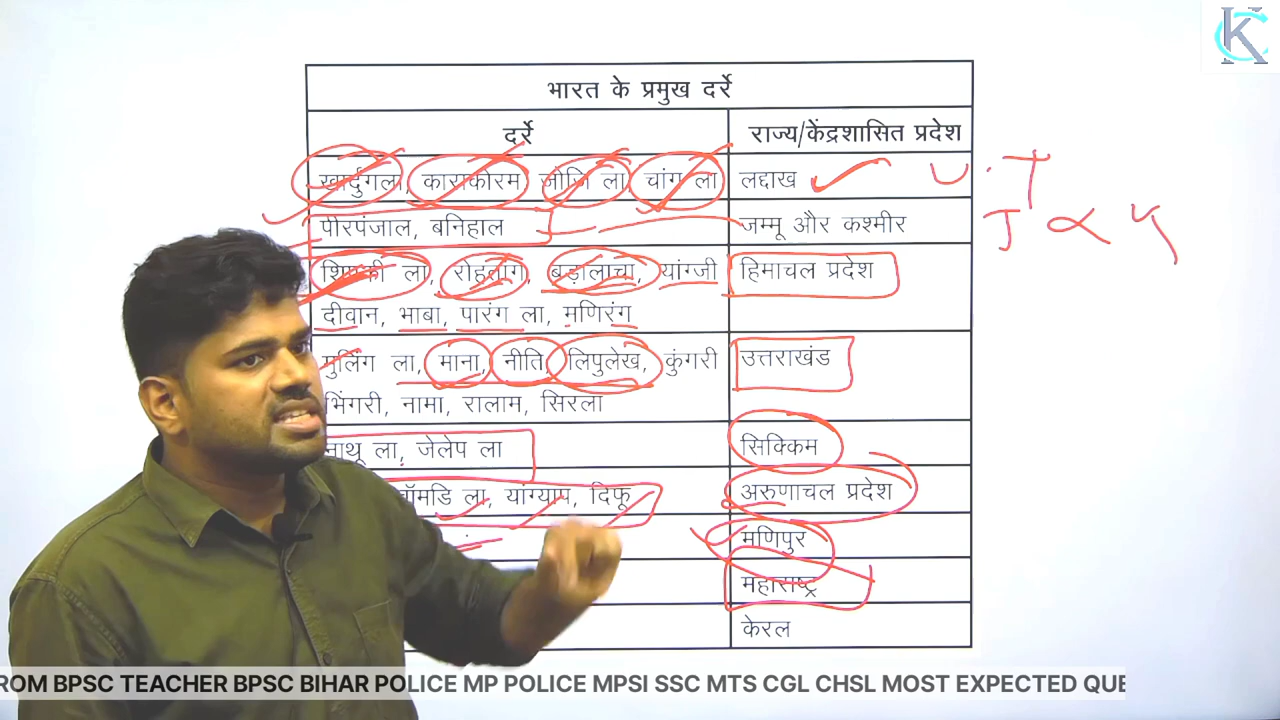 KC
भारत के प्रमुख दर्रे
दर्रे राज्य/केंद्रशासित प्रदेश
खार्दुंगला, काराकोरम, जोजि ला, चांग ला लद्दाख U.T
पीरपंजाल, बनिहाल जम्मू और कश्मीर J & K
शिपकी ला, रोहतांग, बड़ालाचा, यांग्जी हिमाचल प्रदेश
दीवान, भाबा, पारंग ला, मणिरंग
मुलिंग ला, माना, नीति, लिपुलेख, कुंगरी उत्तराखंड
भिंगरी, नामा, रालाम, सिरला
नाथू ला, जेलेप ला सिक्किम
बॉमडि ला, यांग्याप, दिफू अरुणाचल प्रदेश
मणिपुर
महाराष्ट्र
केरल
ROM BPSC TEACHER BPSC BIHAR POLICE MP POLICE MPSI SSC MTS CGL CHSL MOST EXPECTED QUE